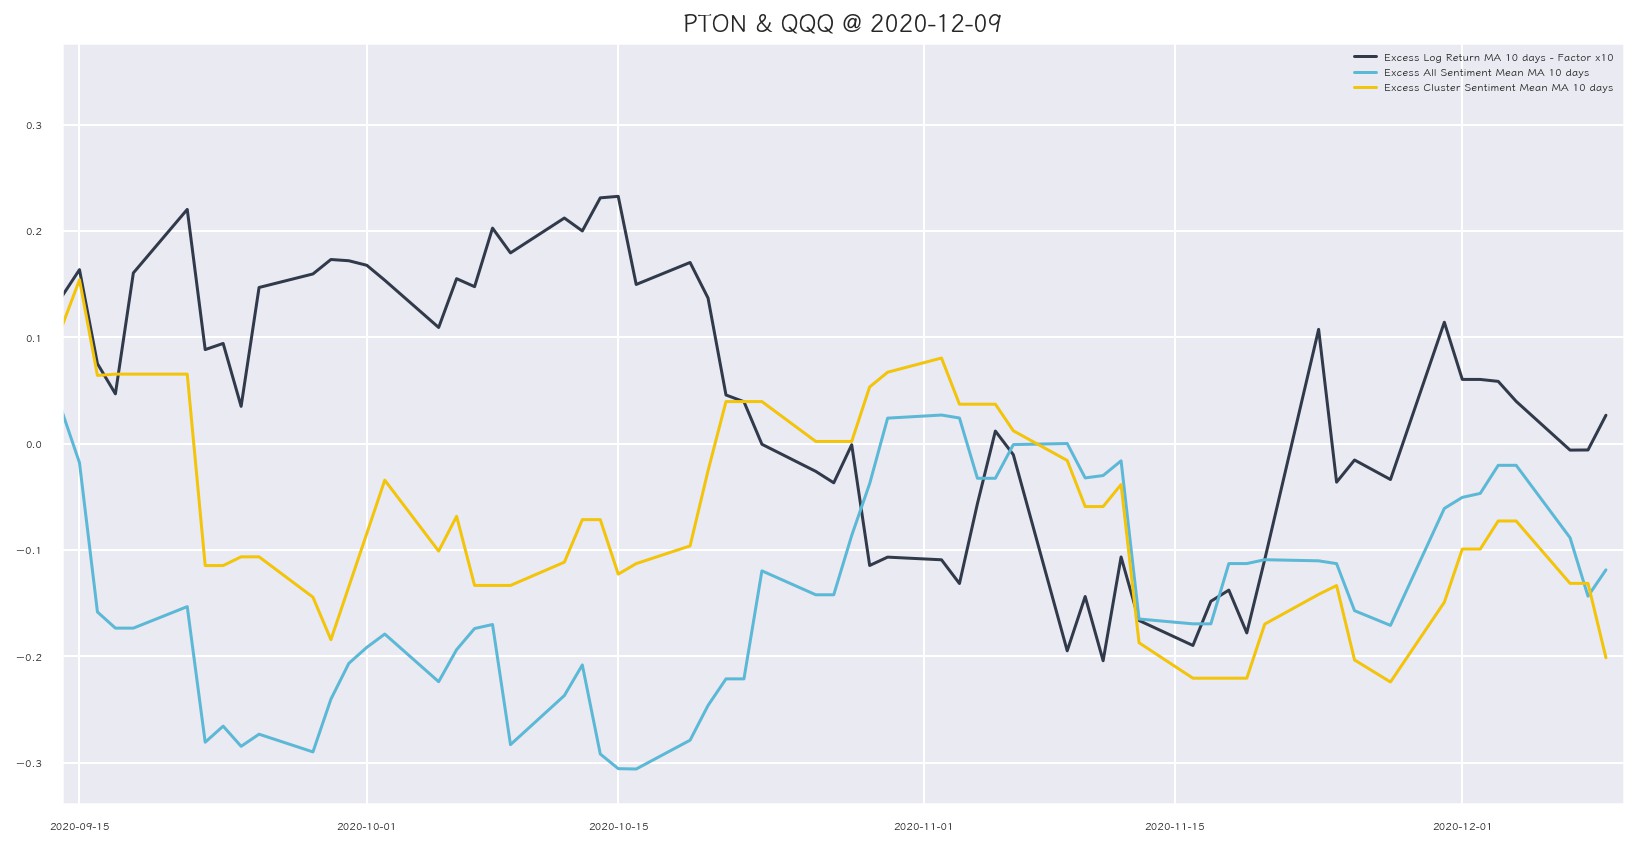 PTON & QQQ @ 2020-12-09
Excess Log Return MA 10 days - Factor x10
Excess All Sentiment Mean MA 10 days
Excess Cluster Sentiment Mean MA 10 days
0.3
0.2
0.1
0.0
−0.1
−0.2
−0.3
2020-09-15 2020-10-01 2020-10-15 2020-11-01 2020-11-15 2020-12-01